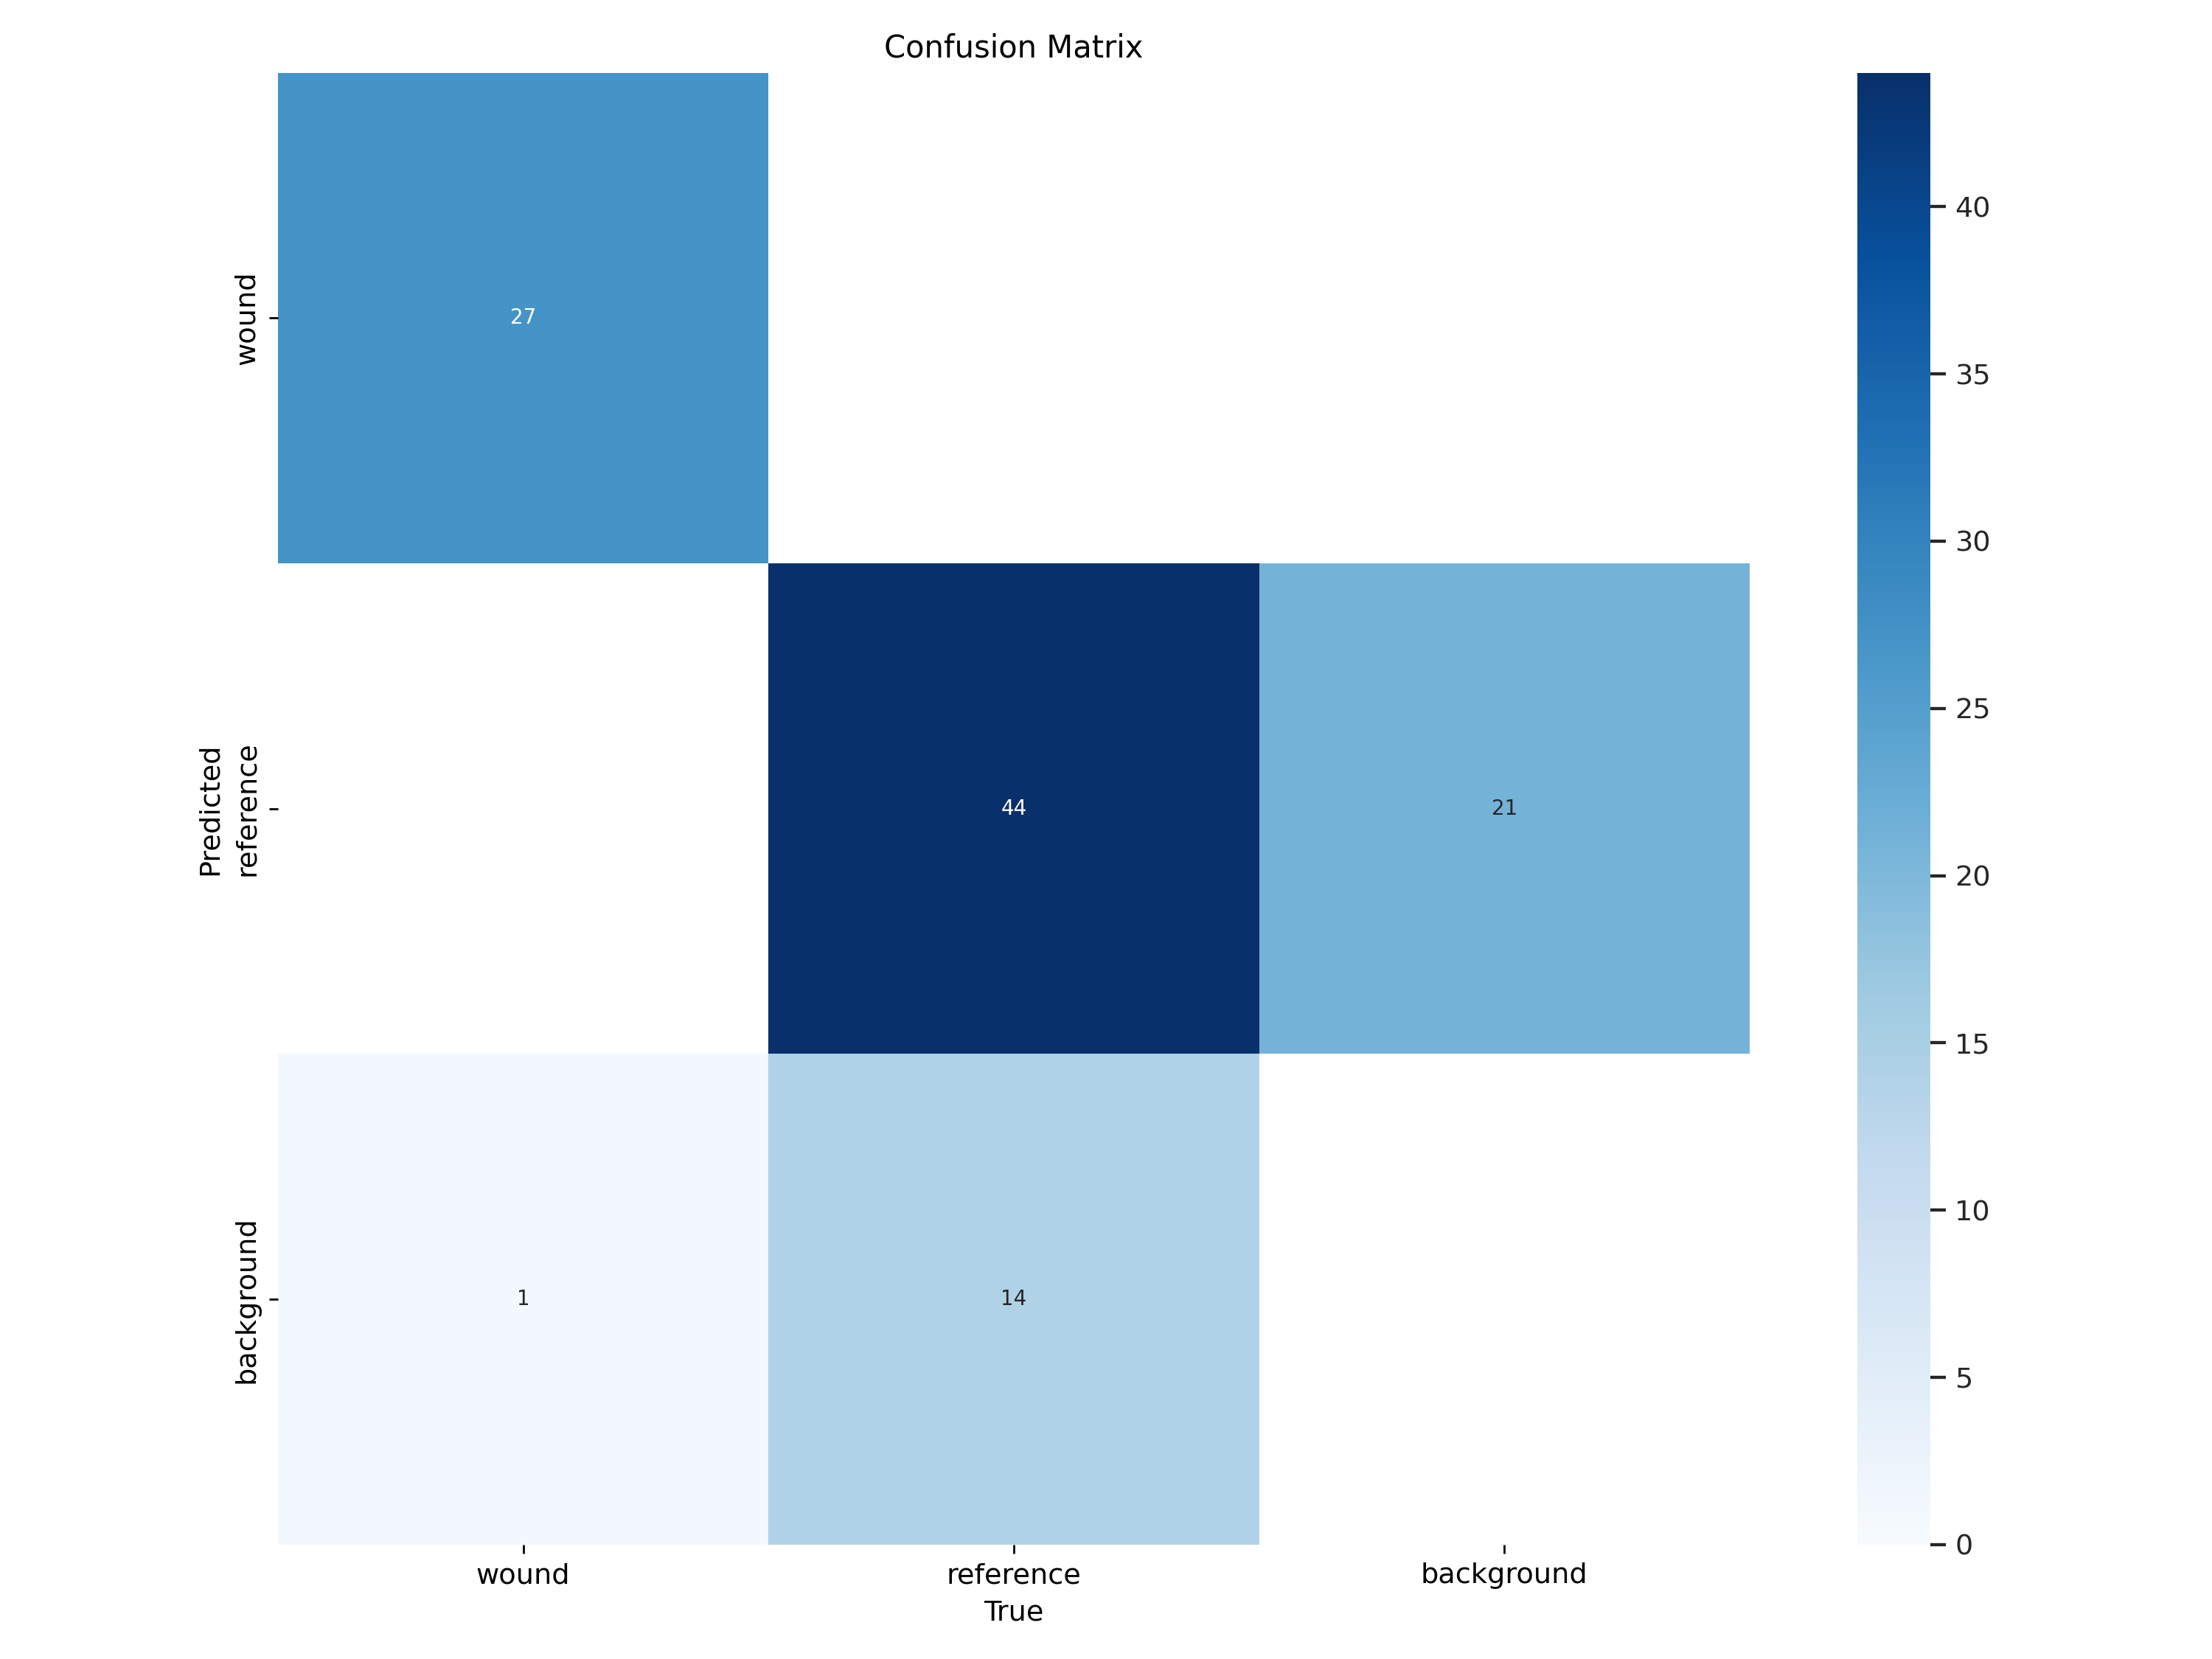 Confusion Matrix
wound
27
Predicted
reference
44 21
background
1 14
wound reference background
True
40
35
30
25
20
15
10
5
0